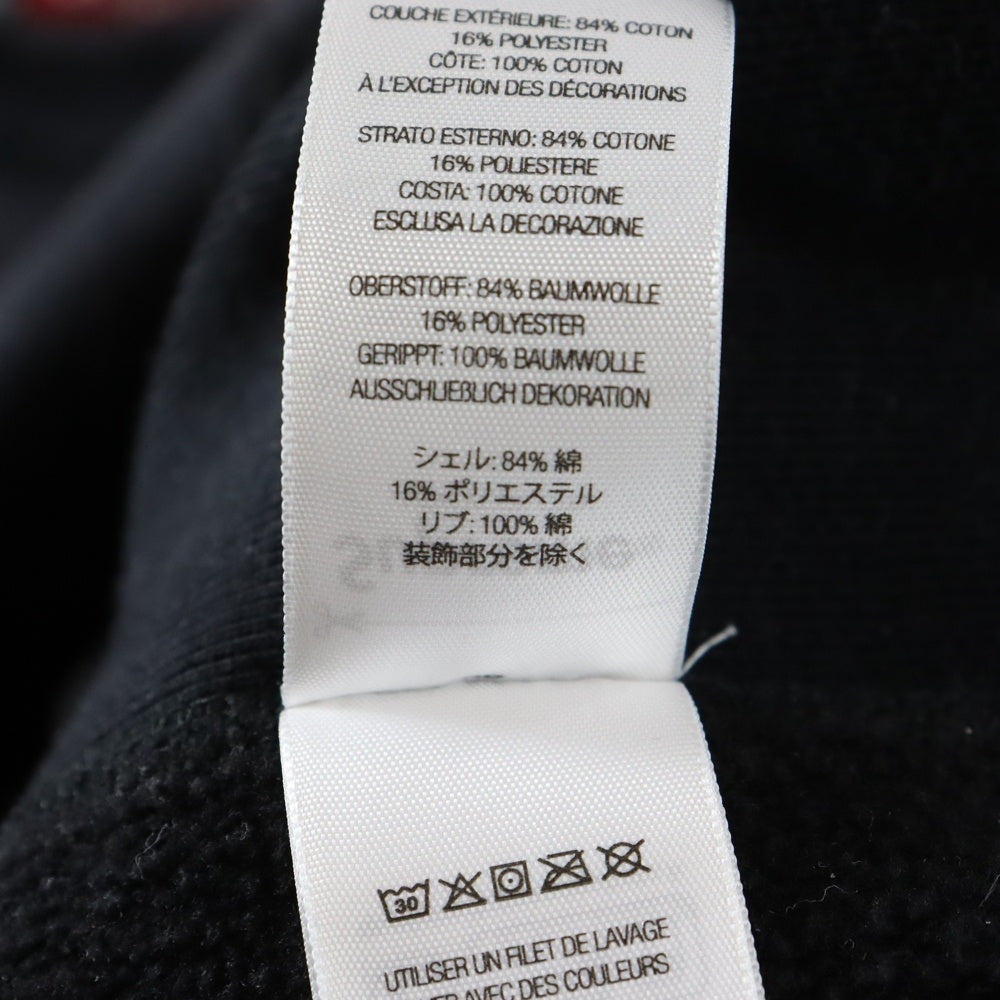 COUCHE EXTÉRIEURE: 84% COTON
16% POLYESTER
CÔTE: 100% COTON
À L'EXCEPTION DES DÉCORATIONS
STRATO ESTERNO: 84% COTONE
16% POLIESTERE
COSTA: 100% COTONE
ESCLUSA LA DECORAZIONE
OBERSTOFF: 84% BAUMWOLLE
16% POLYESTER
GERIPPT: 100% BAUMWOLLE
AUSSCHLIEßLICH DEKORATION
シェル: 84% 綿
16% ポリエステル
リブ: 100% 綿
装飾部分を除く
30
UTILISER UN FILET DE LAVAGE
AVEC DES COULEURS